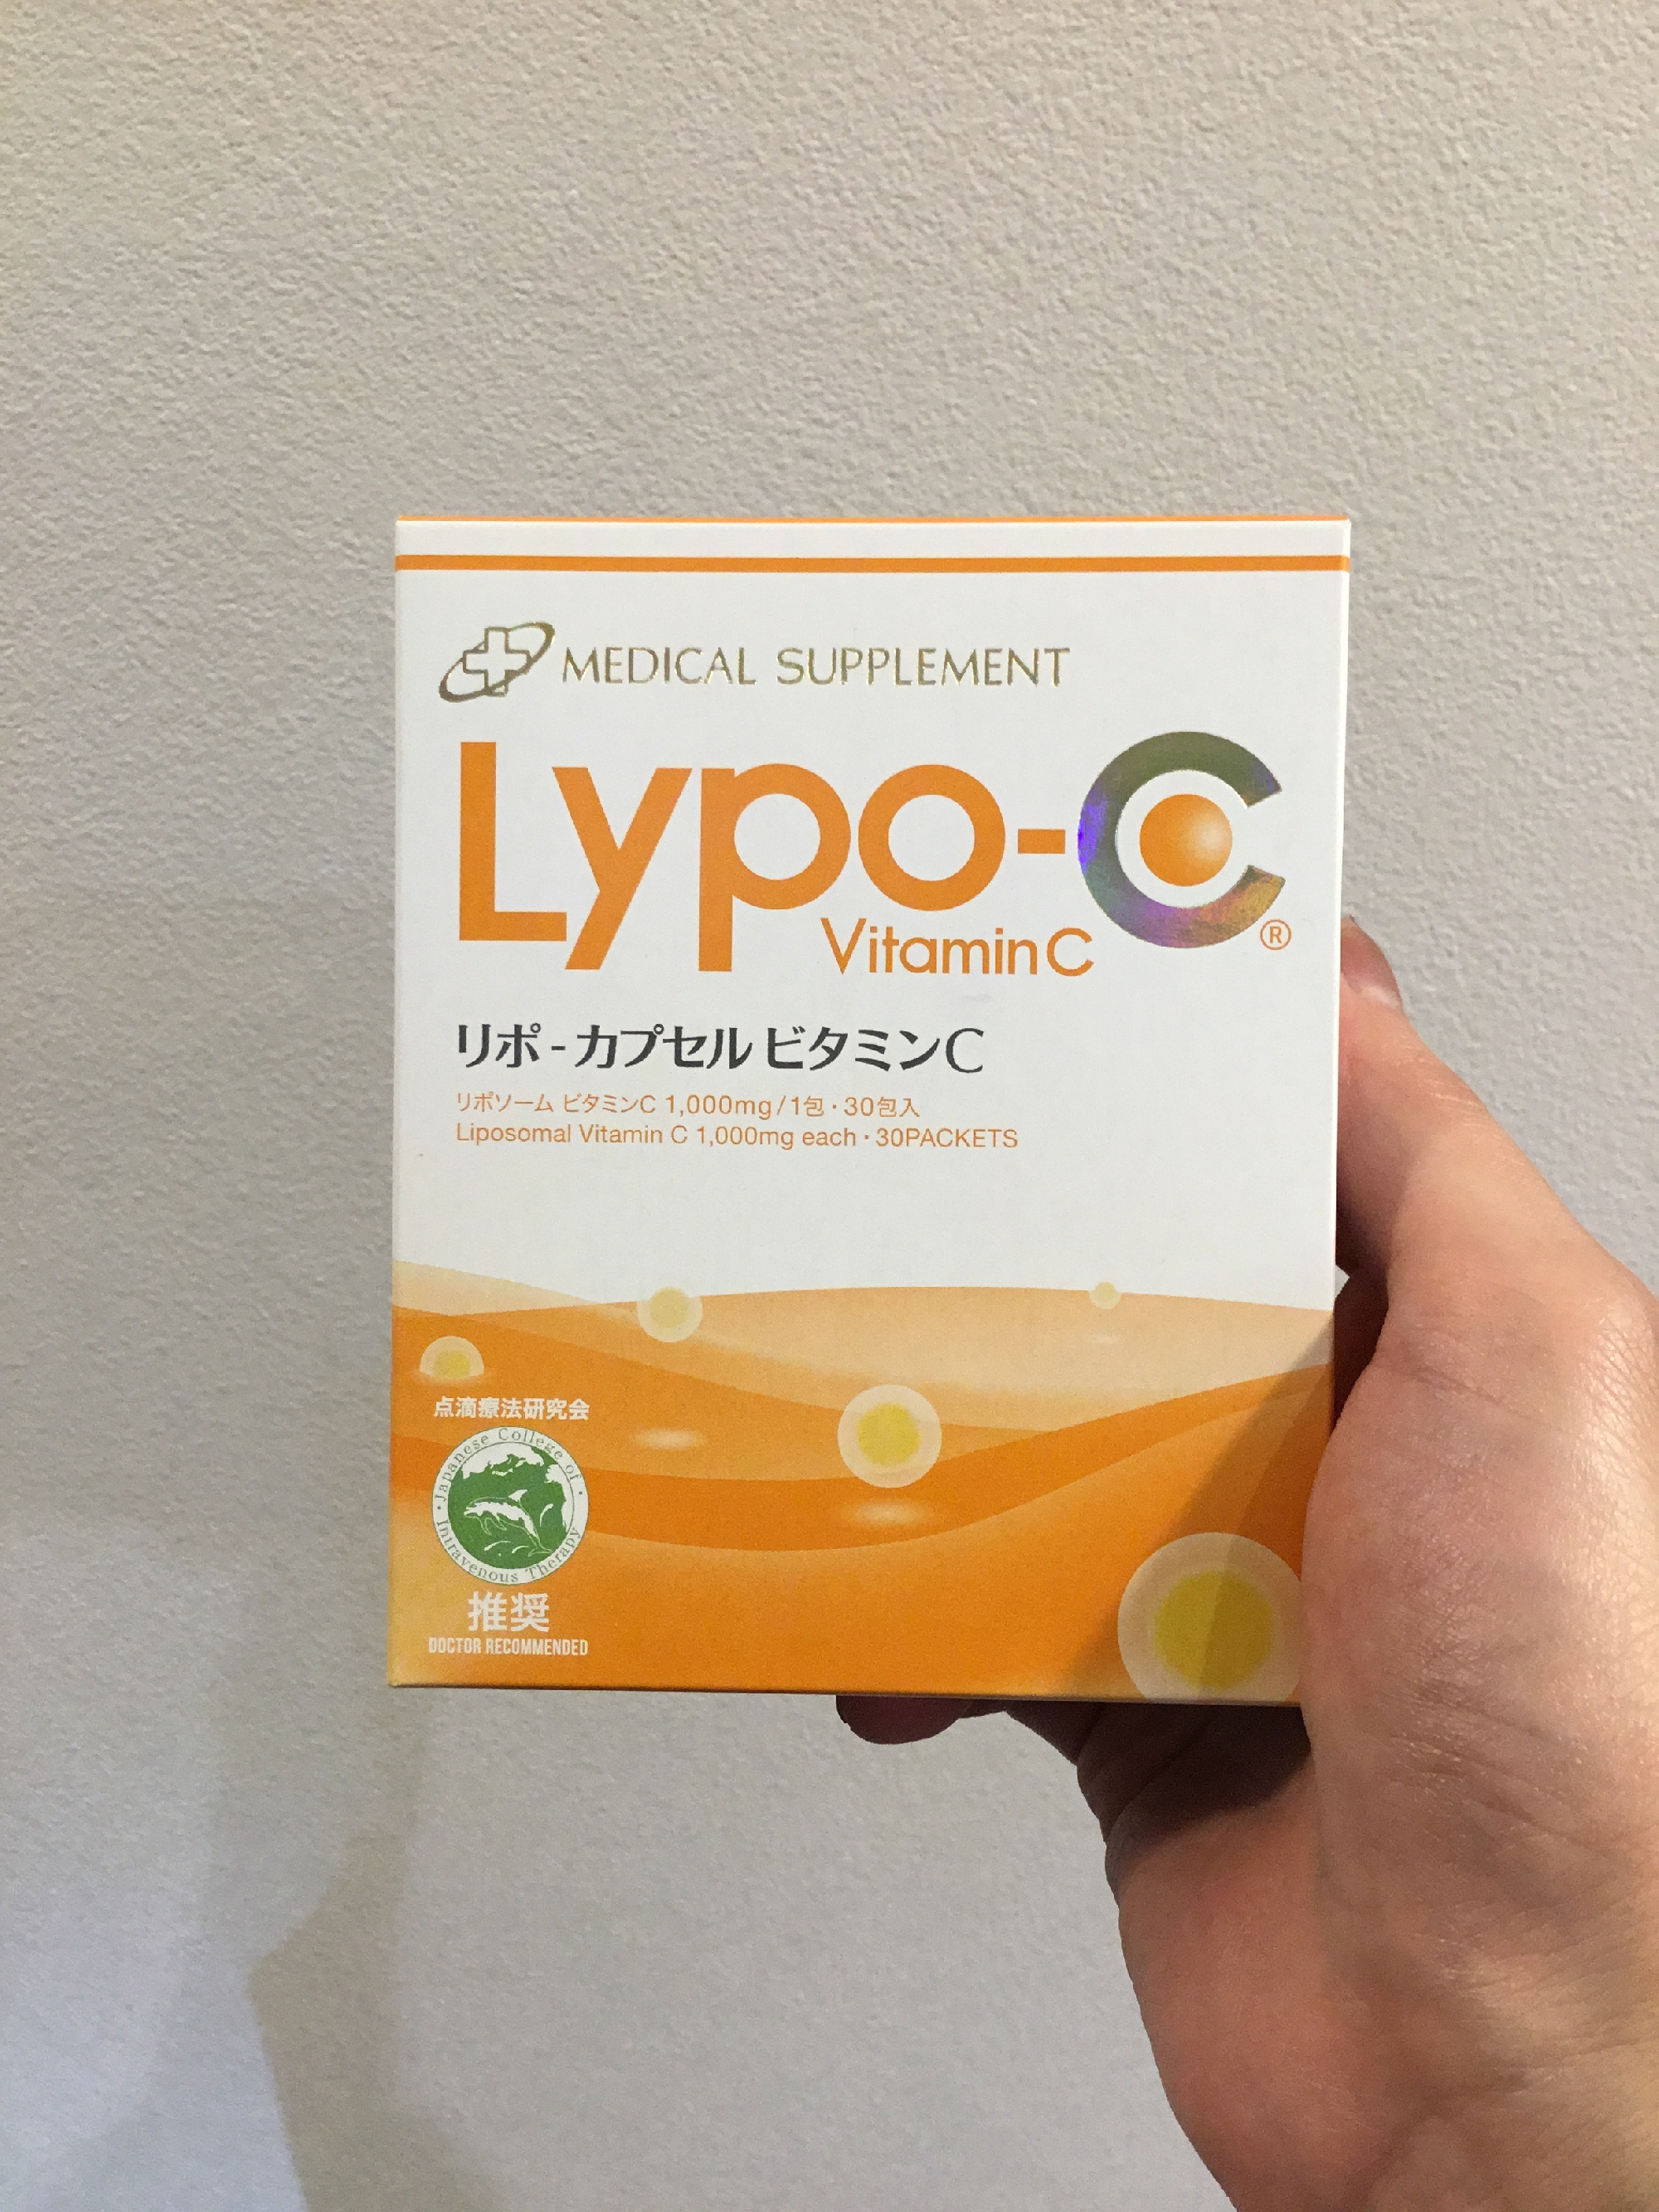 MEDICAL SUPPLEMENT
Lypo-C®
Vitamin C
リポ-カプセル ビタミンC
リポソーム ビタミンC 1,000mg/1包・30包入
Liposomal Vitamin C 1,000mg each・30PACKETS
点滴療法研究会
Japanese College of
Intravenous Therapy
推奨
DOCTOR RECOMMENDED